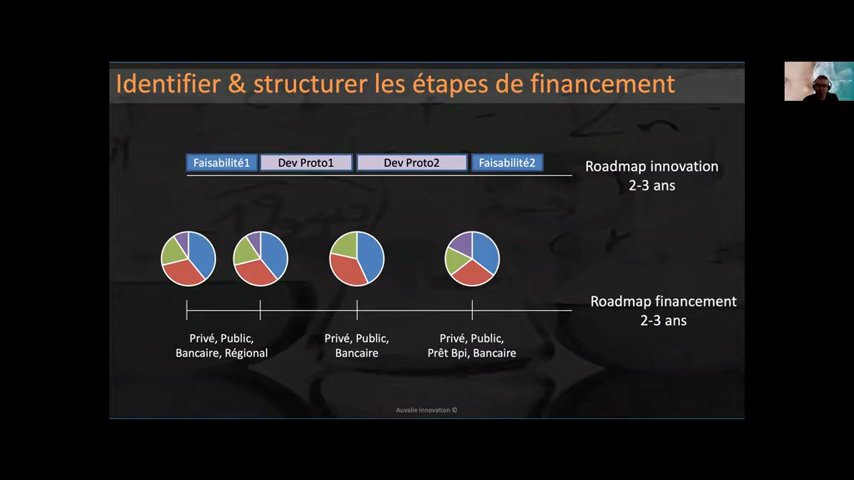 Identifier & structurer les étapes de financement
Faisabilité1
Dev Proto1
Dev Proto2
Faisabilité2
Roadmap innovation
2-3 ans
Roadmap financement
2-3 ans
Privé, Public,
Bancaire, Régional
Privé, Public,
Bancaire
Privé, Public,
Prêt Bpi, Bancaire
Auvalie Innovation ©